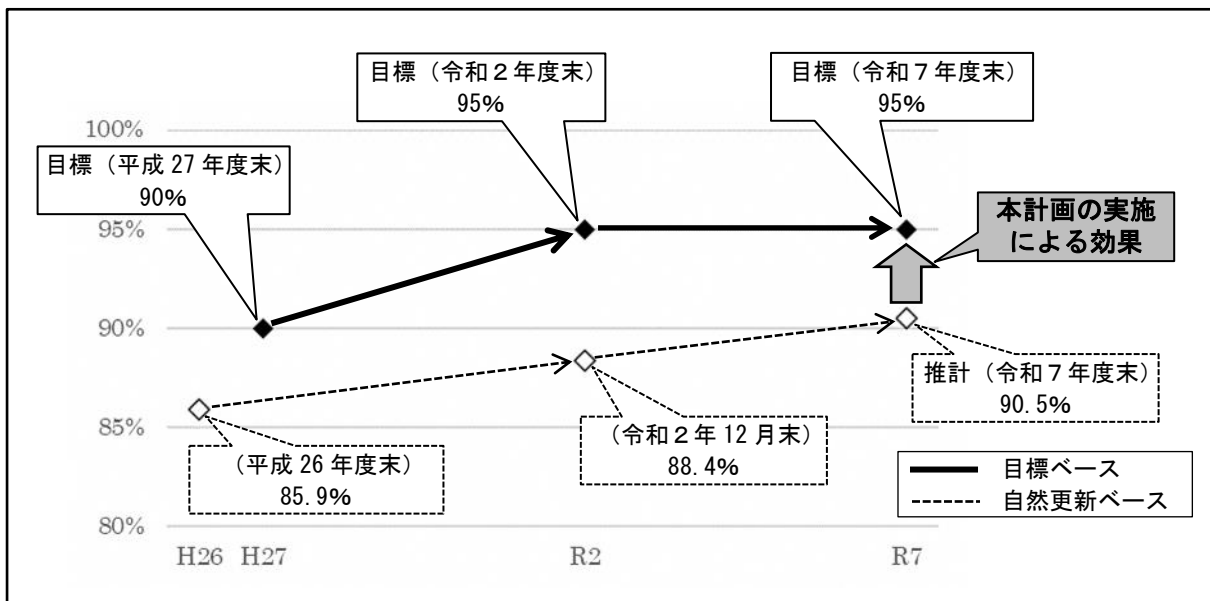 目標（令和２年度末）
95%
目標（令和７年度末）
95%
100%
目標（平成 27 年度末）
90%
95%
本計画の実施
による効果
90%
推計（令和７年度末）
90.5%
85%
（平成 26 年度末）
85.9%
（令和２年 12 月末）
88.4%
目標ベース
自然更新ベース
80%
H26 H27 R2 R7